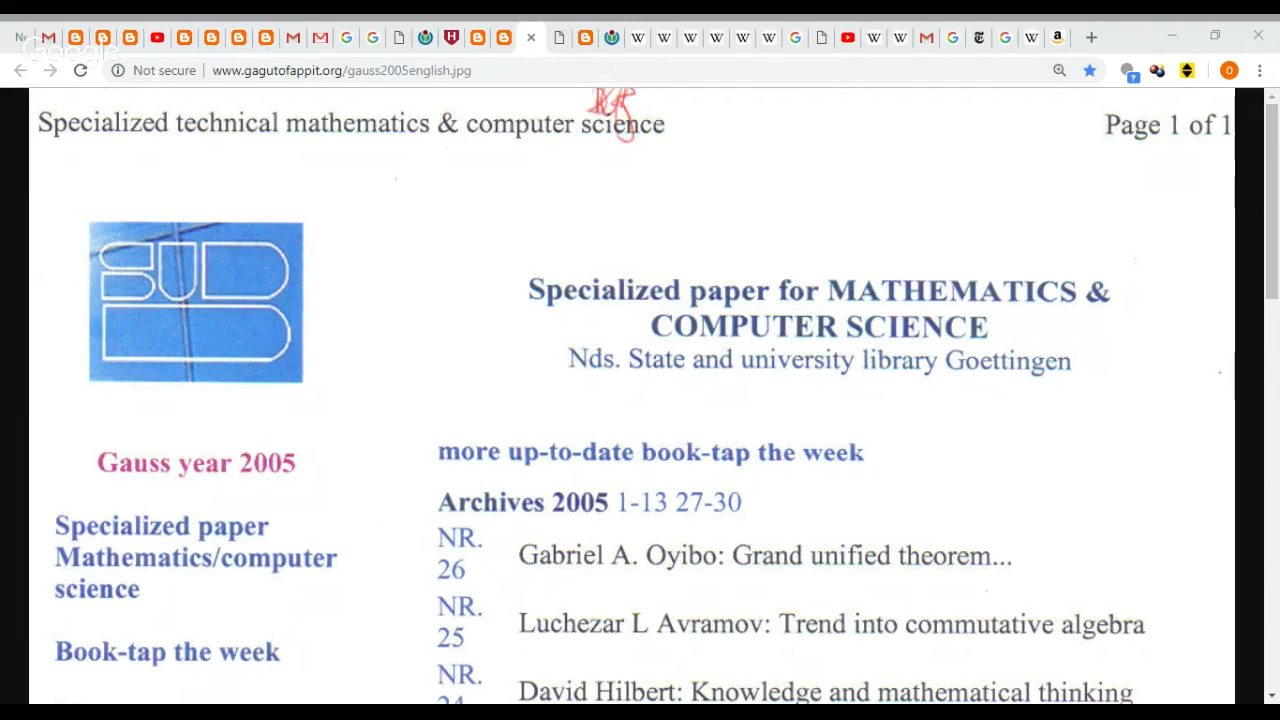 Google
Not secure
www.gagutofappit.org/gauss2005english.jpg
Specialized technical mathematics & computer science
Page 1 of 1
SUB
Specialized paper for MATHEMATICS &
COMPUTER SCIENCE
Nds. State and university library Goettingen
Gauss year 2005
more up-to-date book-tap the week
Archives 2005 1-13 27-30
Specialized paper
Mathematics/computer
science
Book-tap the week
NR.
26
Gabriel A. Oyibo: Grand unified theorem...
NR.
25
Luchezar L Avramov: Trend into commutative algebra
NR.
24
David Hilbert: Knowledge and mathematical thinking